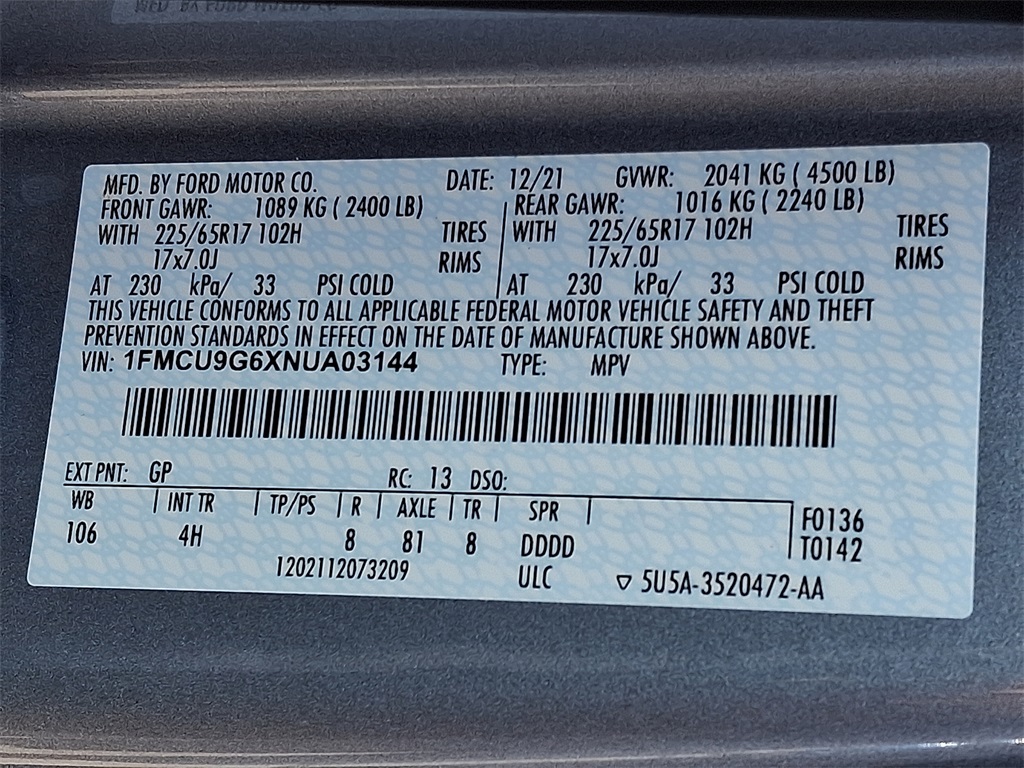 MFD. BY FORD MOTOR CO. DATE: 12/21 GVWR: 2041 KG ( 4500 LB)
FRONT GAWR: 1089 KG ( 2400 LB) REAR GAWR: 1016 KG ( 2240 LB)
WITH 225/65R17 102H TIRES WITH 225/65R17 102H TIRES
17x7.0J RIMS 17x7.0J RIMS
AT 230 kPa/ 33 PSI COLD AT 230 kPa/ 33 PSI COLD
THIS VEHICLE CONFORMS TO ALL APPLICABLE FEDERAL MOTOR VEHICLE SAFETY AND THEFT
PREVENTION STANDARDS IN EFFECT ON THE DATE OF MANUFACTURE SHOWN ABOVE.
VIN: 1FMCU9G6XNUA03144 TYPE: MPV
EXT PNT: GP RC: 13 DSO:
WB | INT TR | TP/PS | R | AXLE | TR | SPR | F0136
106 4H 8 81 8 DDDD T0142
1202112073209 ULC ▽ 5U5A-3520472-AA